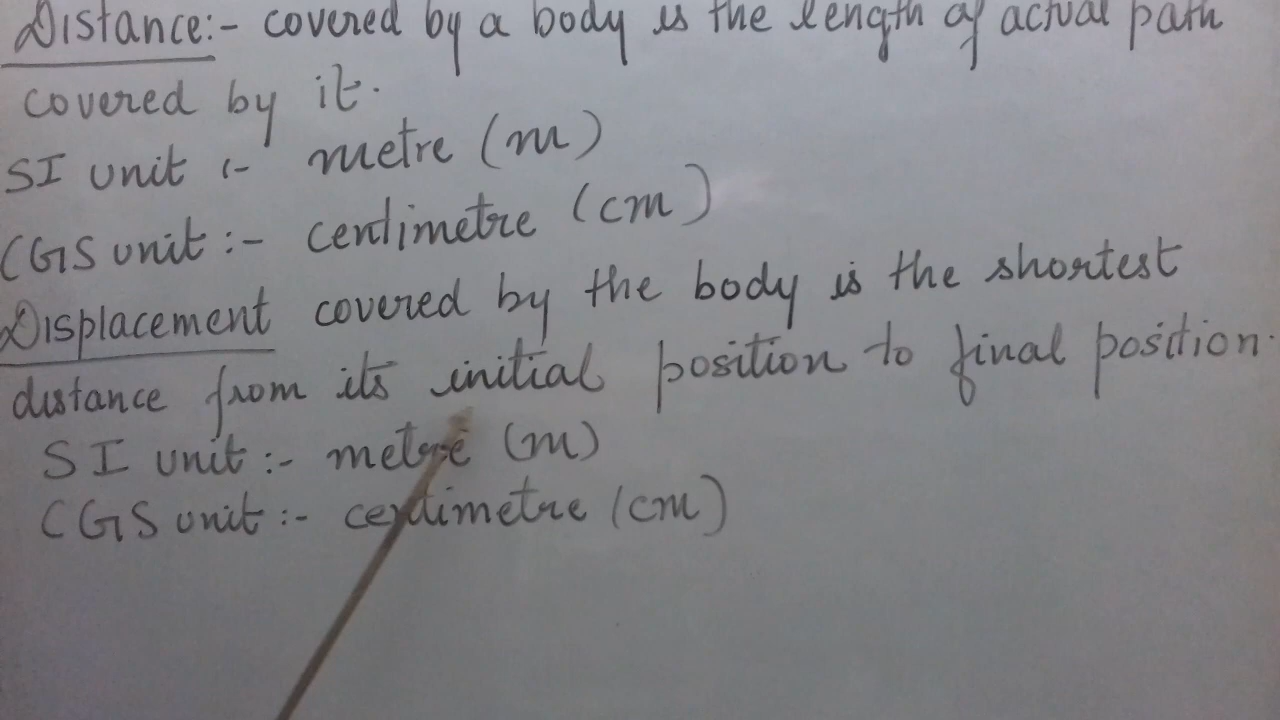 Distance:- covered by a body is the length of actual path
covered by it.
SI unit :- metre (m)
CGS unit :- centimetre (cm)
Displacement covered by the body is the shortest
distance from its initial position to final position.
SI unit :- metre (m)
CGS unit :- centimetre (cm)